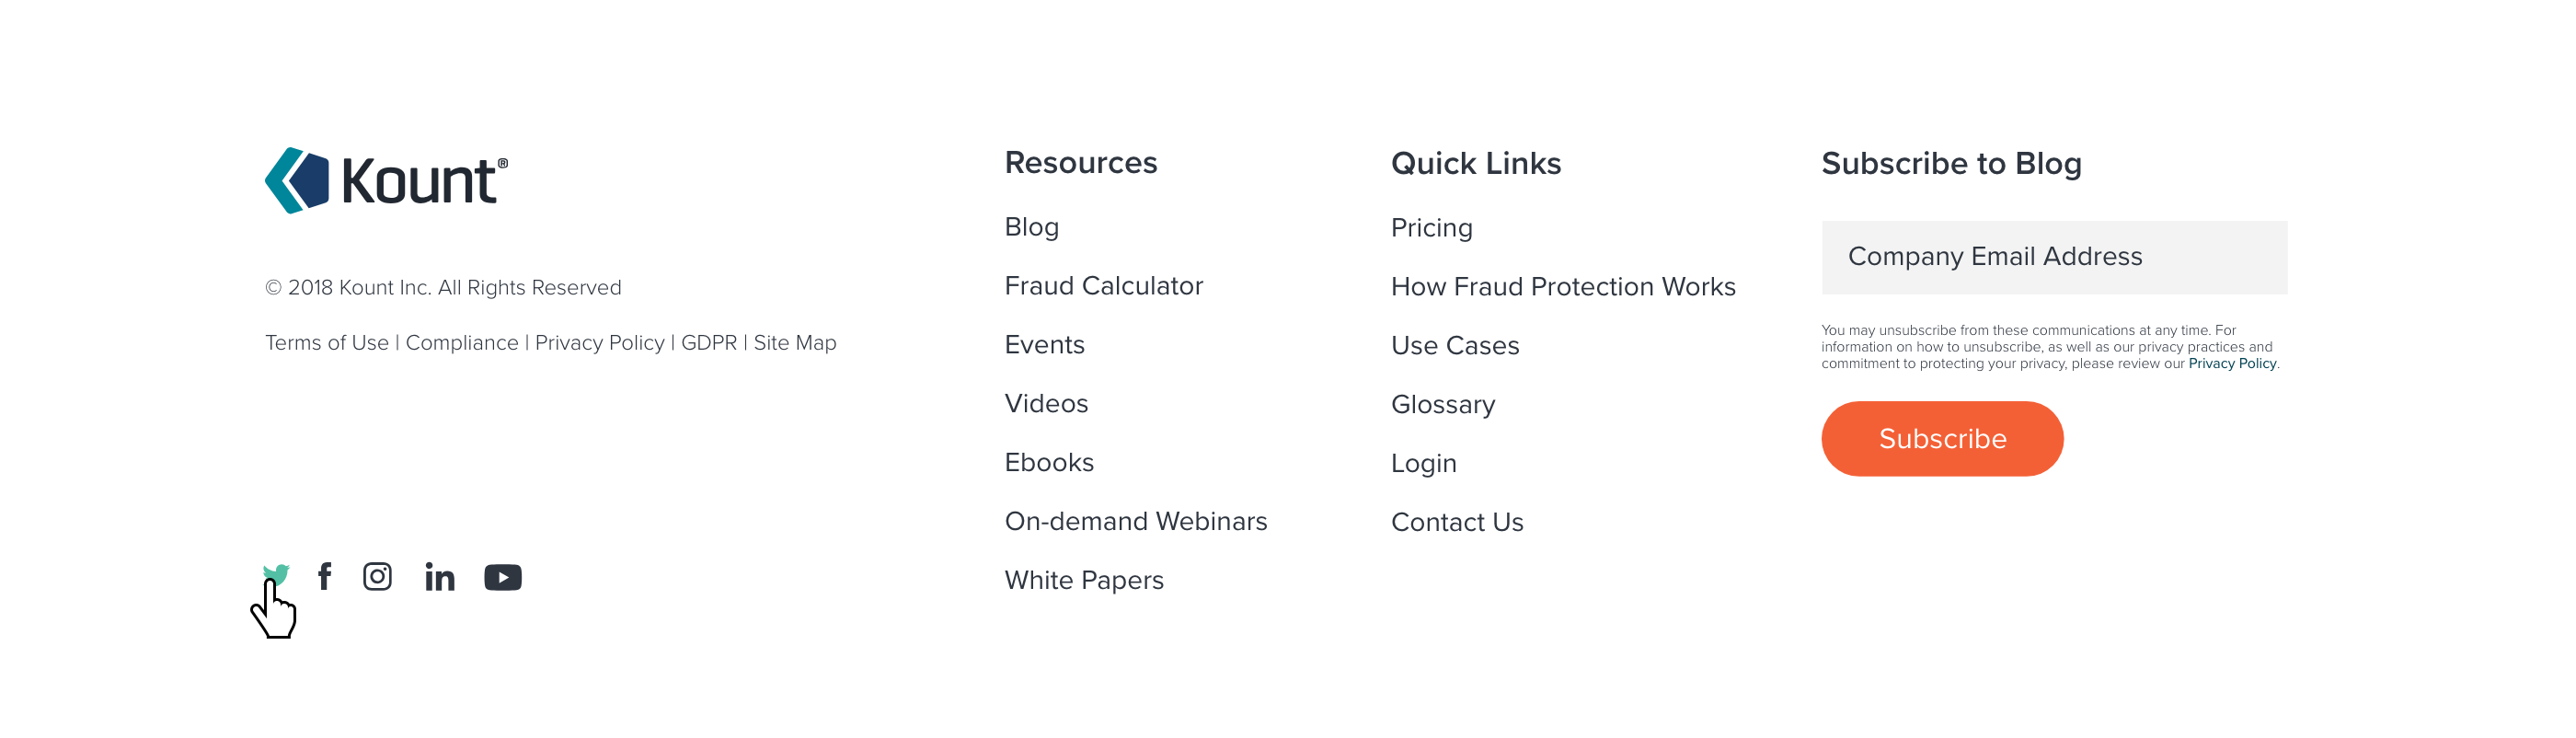 Kount®
© 2018 Kount Inc. All Rights Reserved
Terms of Use | Compliance | Privacy Policy | GDPR | Site Map
Resources
Blog
Fraud Calculator
Events
Videos
Ebooks
On-demand Webinars
White Papers
Quick Links
Pricing
How Fraud Protection Works
Use Cases
Glossary
Login
Contact Us
Subscribe to Blog
Company Email Address
You may unsubscribe from these communications at any time. For
information on how to unsubscribe, as well as our privacy practices and
commitment to protecting your privacy, please review our Privacy Policy.
Subscribe